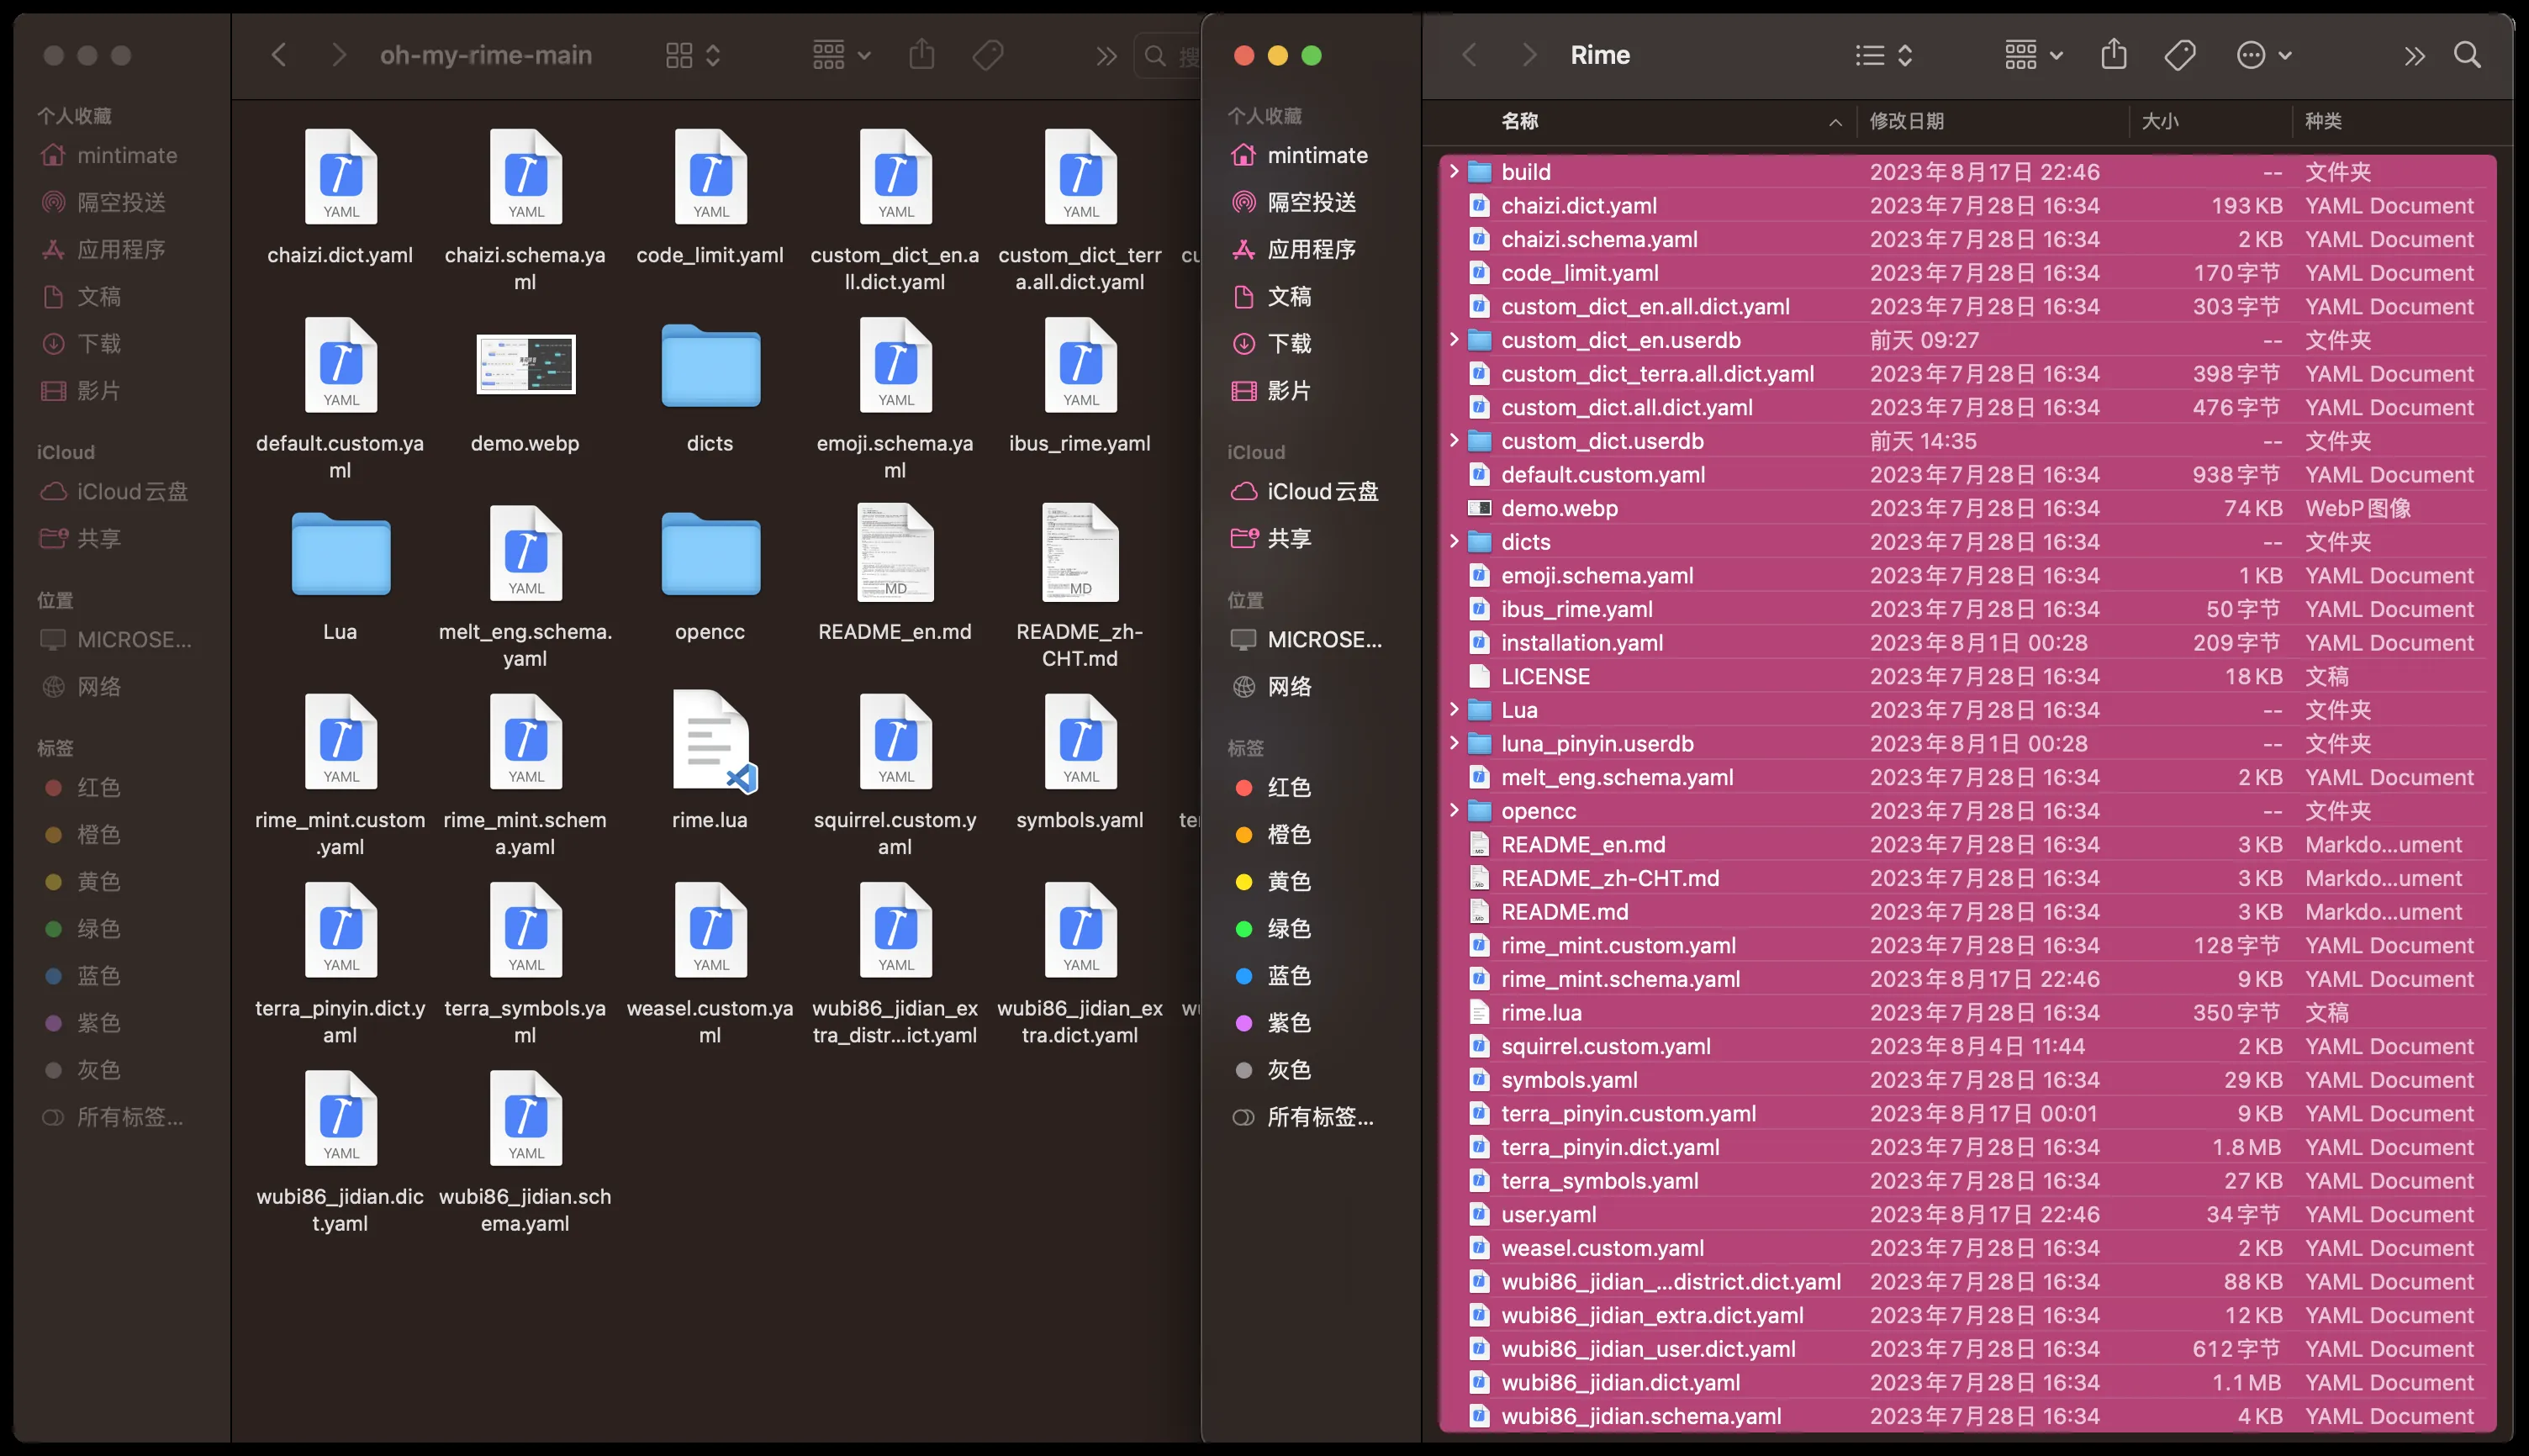 oh-my-rime-main
搜
个人收藏
mintimate
隔空投送
应用程序
文稿
下载
影片
iCloud
iCloud云盘
共享
位置
MICROSE...
网络
标签
红色
橙色
黄色
绿色
蓝色
紫色
灰色
所有标签...
YAML YAML YAML YAML YAML
chaizi.dict.yaml chaizi.schema.ya code_limit.yaml custom_dict_en.a custom_dict_terr cu
ml ll.dict.yaml a.all.dict.yaml
YAML YAML YAML
default.custom.ya demo.webp dicts emoji.schema.ya ibus_rime.yaml
ml ml
YAML MD MD
Lua melt_eng.schema. opencc README_en.md README_zh-
yaml CHT.md
YAML YAML YAML YAML
rime_mint.custom rime_mint.schem rime.lua squirrel.custom.y symbols.yaml te
.yaml a.yaml aml
YAML YAML YAML YAML YAML
terra_pinyin.dict.y terra_symbols.ya weasel.custom.ya wubi86_jidian_ex wubi86_jidian_ex w
aml ml ml tra_distr...ict.yaml tra.dict.yaml
YAML YAML
wubi86_jidian.dic wubi86_jidian.sch
t.yaml ema.yaml
Rime
个人收藏
mintimate
隔空投送
应用程序
文稿
下载
影片
iCloud
iCloud云盘
共享
位置
MICROSE...
网络
标签
红色
橙色
黄色
绿色
蓝色
紫色
灰色
所有标签...
名称 修改日期 大小 种类
build 2023年8月17日 22:46 -- 文件夹
chaizi.dict.yaml 2023年7月28日 16:34 193 KB YAML Document
chaizi.schema.yaml 2023年7月28日 16:34 2 KB YAML Document
code_limit.yaml 2023年7月28日 16:34 170字节 YAML Document
custom_dict_en.all.dict.yaml 2023年7月28日 16:34 303字节 YAML Document
custom_dict_en.userdb 前天 09:27 -- 文件夹
custom_dict_terra.all.dict.yaml 2023年7月28日 16:34 398字节 YAML Document
custom_dict.all.dict.yaml 2023年7月28日 16:34 476字节 YAML Document
custom_dict.userdb 前天 14:35 -- 文件夹
default.custom.yaml 2023年7月28日 16:34 938字节 YAML Document
demo.webp 2023年7月28日 16:34 74 KB WebP图像
dicts 2023年7月28日 16:34 -- 文件夹
emoji.schema.yaml 2023年7月28日 16:34 1 KB YAML Document
ibus_rime.yaml 2023年7月28日 16:34 50字节 YAML Document
installation.yaml 2023年8月1日 00:28 209字节 YAML Document
LICENSE 2023年7月28日 16:34 18 KB 文稿
Lua 2023年7月28日 16:34 -- 文件夹
luna_pinyin.userdb 2023年8月1日 00:28 -- 文件夹
melt_eng.schema.yaml 2023年7月28日 16:34 2 KB YAML Document
opencc 2023年7月28日 16:34 -- 文件夹
README_en.md 2023年7月28日 16:34 3 KB Markdo...ument
README_zh-CHT.md 2023年7月28日 16:34 3 KB Markdo...ument
README.md 2023年7月28日 16:34 3 KB Markdo...ument
rime_mint.custom.yaml 2023年7月28日 16:34 128字节 YAML Document
rime_mint.schema.yaml 2023年8月17日 22:46 9 KB YAML Document
rime.lua 2023年7月28日 16:34 350字节 文稿
squirrel.custom.yaml 2023年8月4日 11:44 2 KB YAML Document
symbols.yaml 2023年7月28日 16:34 29 KB YAML Document
terra_pinyin.custom.yaml 2023年8月17日 00:01 9 KB YAML Document
terra_pinyin.dict.yaml 2023年7月28日 16:34 1.8 MB YAML Document
terra_symbols.yaml 2023年7月28日 16:34 27 KB YAML Document
user.yaml 2023年8月17日 22:46 34字节 YAML Document
weasel.custom.yaml 2023年7月28日 16:34 2 KB YAML Document
wubi86_jidian_...district.dict.yaml 2023年7月28日 16:34 88 KB YAML Document
wubi86_jidian_extra.dict.yaml 2023年7月28日 16:34 12 KB YAML Document
wubi86_jidian_user.dict.yaml 2023年7月28日 16:34 612字节 YAML Document
wubi86_jidian.dict.yaml 2023年7月28日 16:34 1.1 MB YAML Document
wubi86_jidian.schema.yaml 2023年7月28日 16:34 4 KB YAML Document